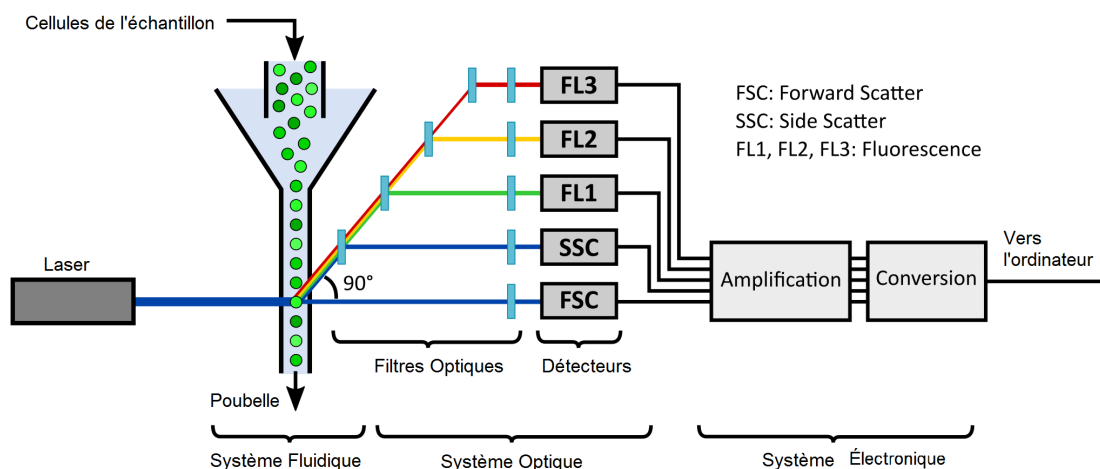 Cellules de l'échantillon
FL3
FL2
FL1
SSC
FSC
FSC: Forward Scatter
SSC: Side Scatter
FL1, FL2, FL3: Fluorescence
Laser
90°
Amplification
Conversion
Vers
l'ordinateur
Filtres Optiques
Détecteurs
Poubelle
Système Fluidique
Système Optique
Système Électronique